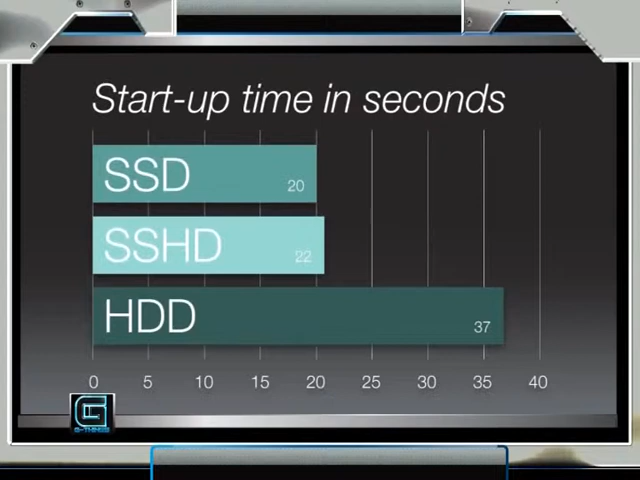 Start-up time in seconds
SSD 20
SSHD 22
HDD 37
0 5 10 15 20 25 30 35 40
G-THINGS